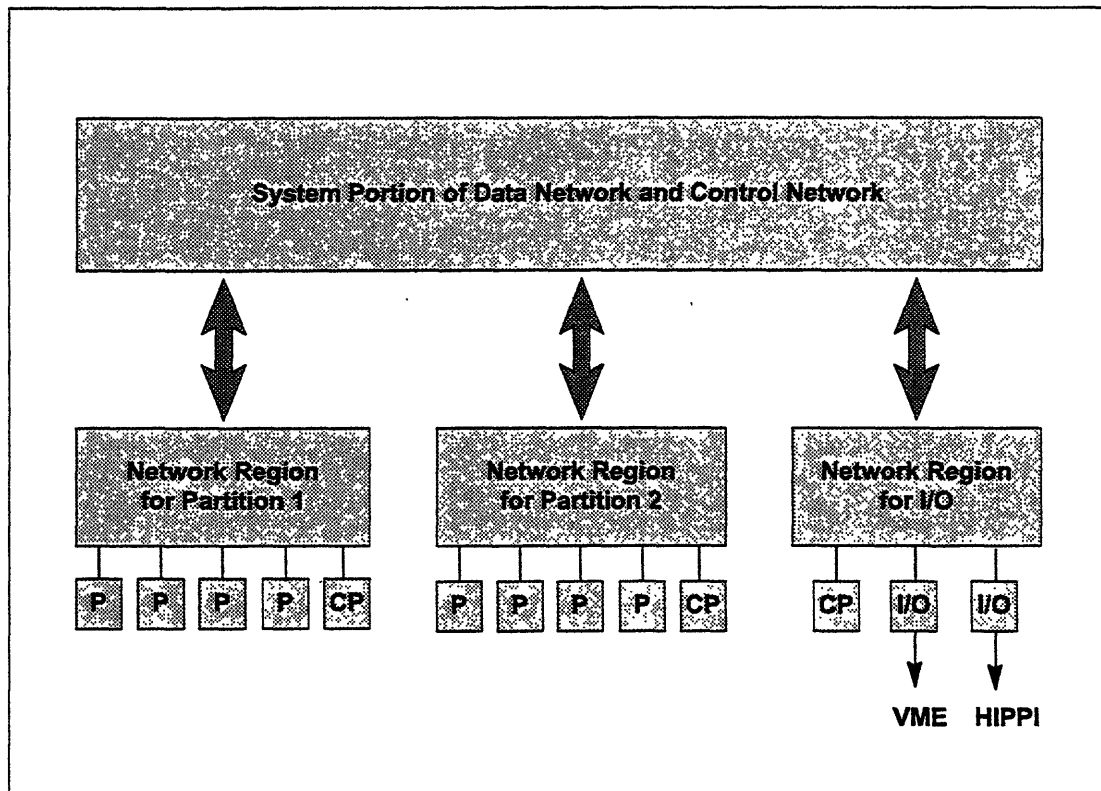 System Portion of Data Network and Control Network
Network Region
for Partition 1
Network Region
for Partition 2
Network Region
for I/O
P P P P CP
P P P P CP
CP I/O I/O
VME HIPPI